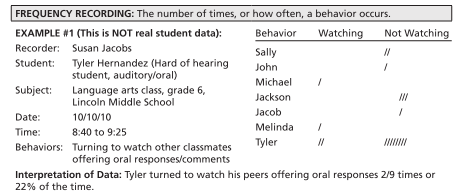 FREQUENCY RECORDING: The number of times, or how often, a behavior occurs.
EXAMPLE #1 (This is NOT real student data):
Recorder: Susan Jacobs
Student: Tyler Hernandez (Hard of hearing
student, auditory/oral)
Subject: Language arts class, grade 6,
Lincoln Middle School
Date: 10/10/10
Time: 8:40 to 9:25
Behaviors: Turning to watch other classmates
offering oral responses/comments
Behavior Watching Not Watching
Sally //
John /
Michael /
Jackson ///
Jacob /
Melinda /
Tyler // ////////
Interpretation of Data: Tyler turned to watch his peers offering oral responses 2/9 times or
22% of the time.